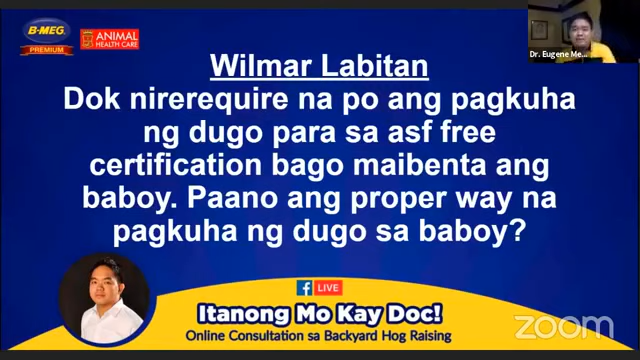 B-MEG
PREMIUM
ANIMAL
HEALTH CARE
Dr. Eugene Me...
Wilmar Labitan
Dok nirerequire na po ang pagkuha
ng dugo para sa asf free
certification bago maibenta ang
baboy. Paano ang proper way na
pagkuha ng dugo sa baboy?
f LIVE
Itanong Mo Kay Doc!
Online Consultation sa Backyard Hog Raising
zoom